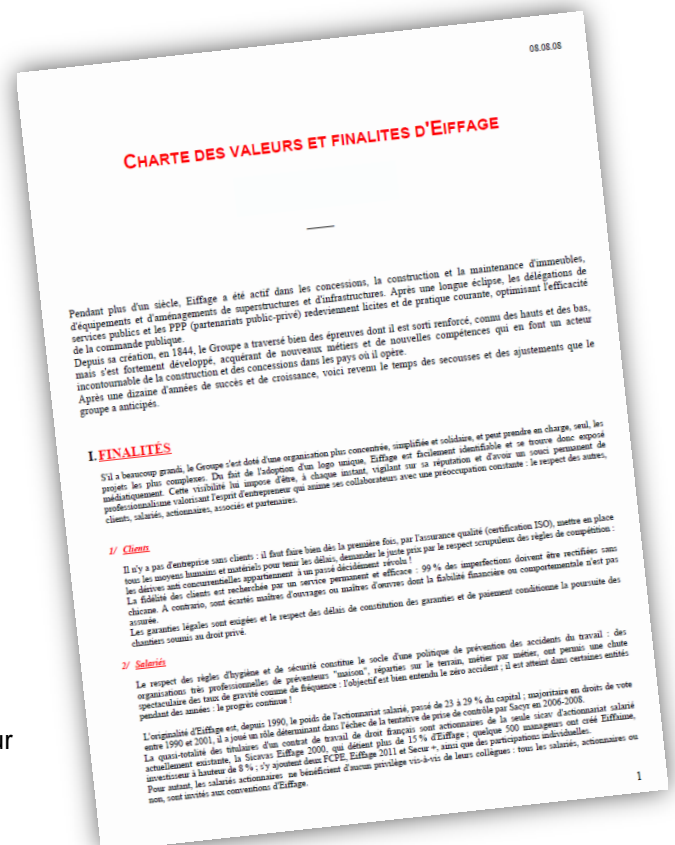 08.08.08
CHARTE DES VALEURS ET FINALITES D'EIFFAGE
Pendant plus d'un siècle, Eiffage a été actif dans les concessions, la construction et la maintenance d'immeubles,
d'équipements et d'aménagements de superstructures et d'infrastructures. Après une longue éclipse, les délégations de
services publics et les PPP (partenariats public-privé) redeviennent licites et de pratique courante, optimisant l'efficacité
de la commande publique.
Depuis sa création, en 1844, le Groupe a traversé bien des épreuves dont il est sorti renforcé, connu des hauts et des bas,
mais s'est fortement développé, acquérant de nouveaux métiers et de nouvelles compétences qui en font un acteur
incontournable de la construction et des concessions dans les pays où il opère.
Après une dizaine d'années de succès et de croissance, voici revenu le temps des secousses et des ajustements que le
groupe a anticipés.
I. FINALITÉS
S'il a beaucoup grandi, le Groupe s'est doté d'une organisation plus concentrée, simplifiée et solidaire, et peut prendre en charge, seul, les
projets les plus complexes. Du fait de l'adoption d'un logo unique, Eiffage est facilement identifiable et se trouve donc exposé
médiatiquement. Cette visibilité lui impose d'être, à chaque instant, vigilant sur sa réputation et d'avoir un souci permanent de
professionnalisme valorisant l'esprit d'entrepreneur qui anime ses collaborateurs avec une préoccupation constante : le respect des autres,
clients, salariés, actionnaires, associés et partenaires.
1/ Clients
Il n'y a pas d'entreprise sans clients : il faut faire bien dès la première fois, par l'assurance qualité (certification ISO), mettre en place
tous les moyens humains et matériels pour tenir les délais, demander le juste prix par le respect scrupuleux des règles de compétition :
les dérives anti concurrentielles appartiennent à un passé décidément révolu !
La fidélité des clients est recherchée par un service permanent et efficace : 99 % des imperfections doivent être rectifiées sans
chicane. A contrario, sont écartés maîtres d'ouvrages ou maîtres d'œuvres dont la fiabilité financière ou comportementale n'est pas
assurée.
Les garanties légales sont exigées et le respect des délais de constitution des garanties et de paiement conditionne la poursuite des
chantiers soumis au droit privé.
2/ Salariés
Le respect des règles d'hygiène et de sécurité constitue le socle d'une politique de prévention des accidents du travail : des
organisations très professionnelles de préventeurs "maison", réparties sur le terrain, métier par métier, ont permis une chute
spectaculaire des taux de gravité comme de fréquence : l'objectif est bien entendu le zéro accident ; il est atteint dans certaines entités
pendant des années : le progrès continue !
L'originalité d'Eiffage est, depuis 1990, le poids de l'actionnariat salarié, passé de 23 à 29 % du capital ; majoritaire en droits de vote
entre 1990 et 2001, il a joué un rôle déterminant dans l'échec de la tentative de prise de contrôle par Sacyr en 2006-2008.
La quasi-totalité des titulaires d'un contrat de travail de droit français sont actionnaires de la seule sicav d'actionnariat salarié
actuellement existante, la Sicavas Eiffage 2000, qui détient plus de 15 % d'Eiffage ; quelque 500 manageurs ont créé Eiffaime,
investisseur à hauteur de 8 % ; s'y ajoutent deux FCPE, Eiffage 2011 et Secur +, ainsi que des participations individuelles.
Pour autant, les salariés actionnaires ne bénéficient d'aucun privilège vis-à-vis de leurs collègues : tous les salariés, actionnaires ou
non, sont invités aux conventions d'Eiffage.
1
ur